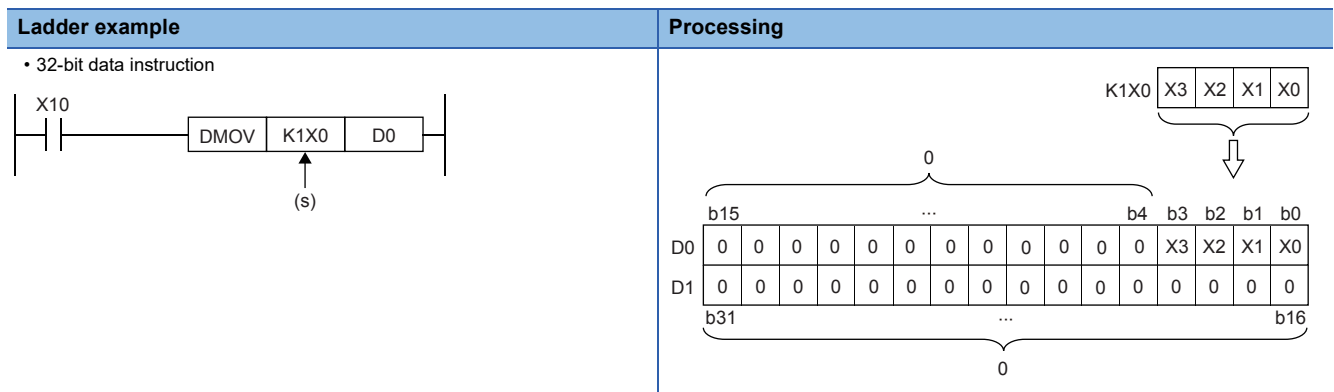 Ladder example
Processing
• 32-bit data instruction
X10
DMOV K1X0 D0
(s)
K1X0 X3 X2 X1 X0
0
b15 ... b4 b3 b2 b1 b0
D0 0 0 0 0 0 0 0 0 0 0 0 0 X3 X2 X1 X0
D1 0 0 0 0 0 0 0 0 0 0 0 0 0 0 0 0
b31 ... b16
0